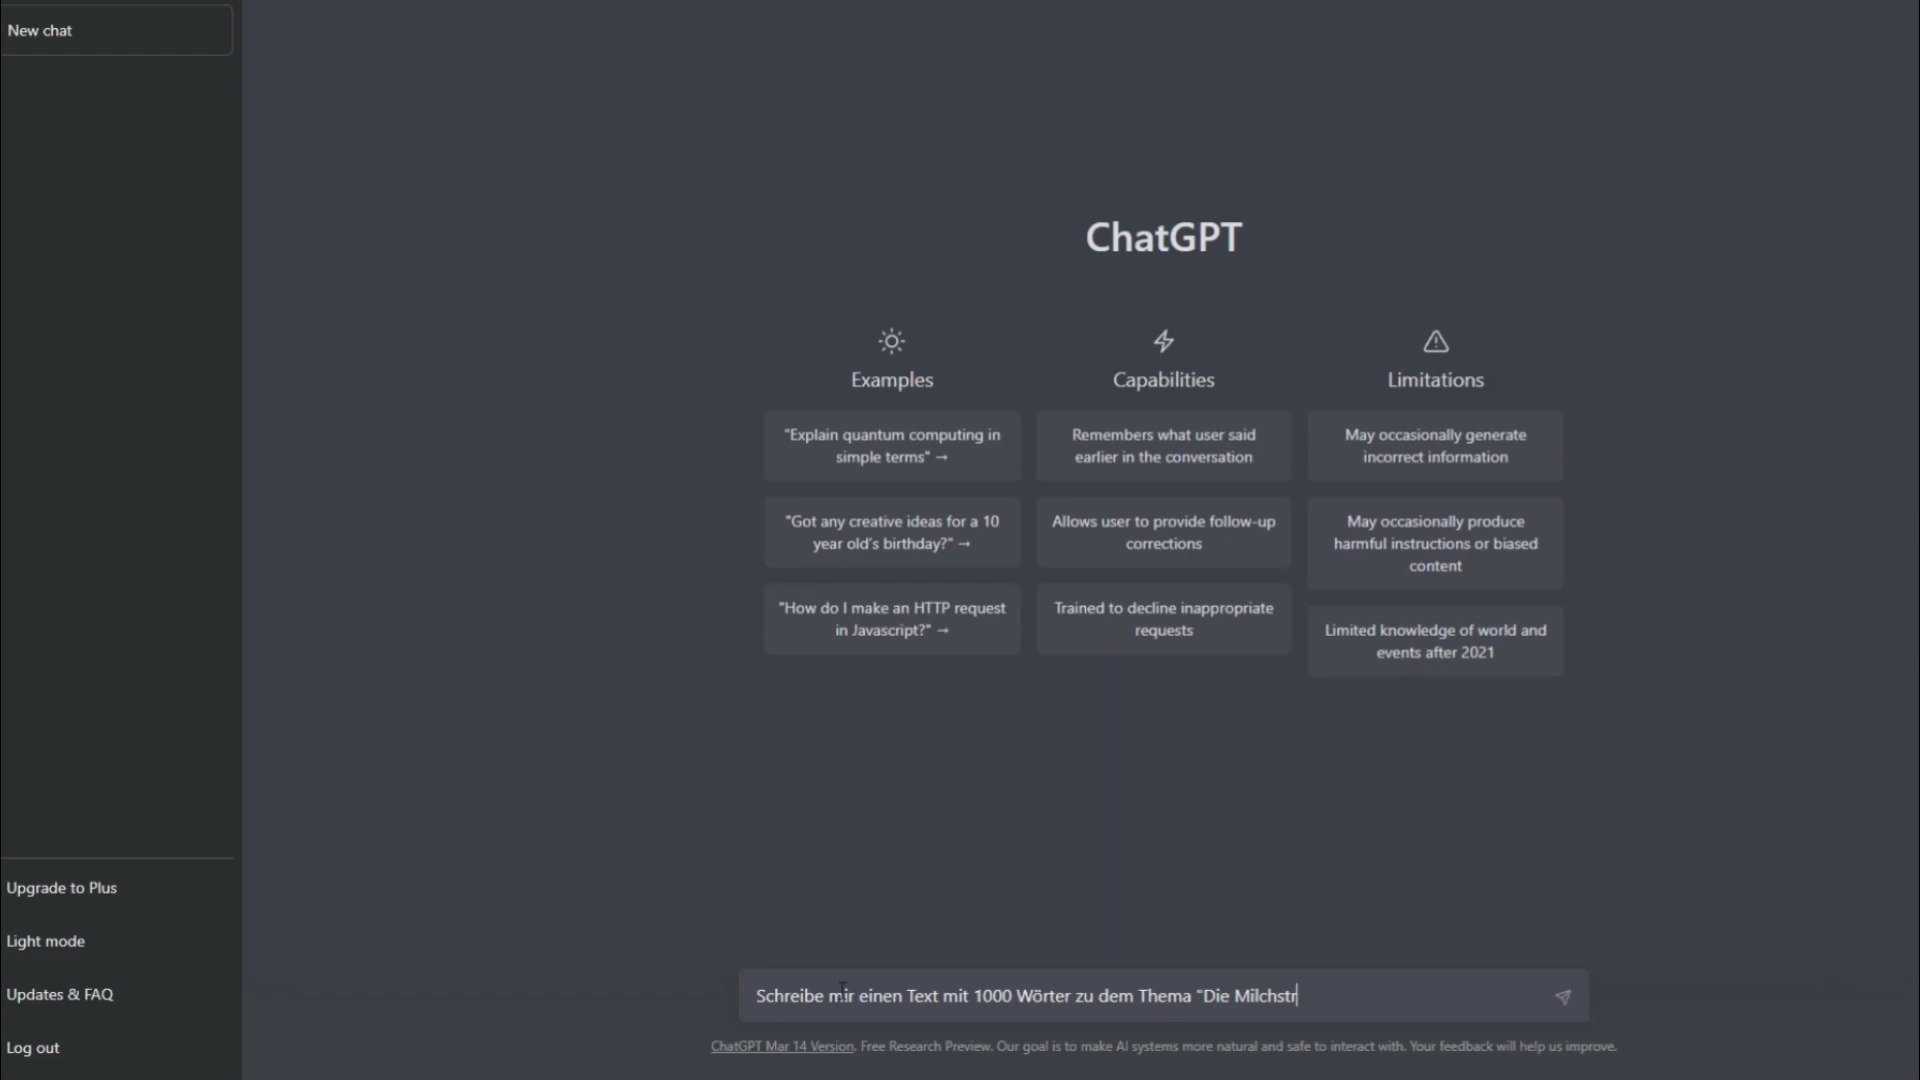 New chat
ChatGPT
Examples
"Explain quantum computing in
simple terms" →
"Got any creative ideas for a 10
year old's birthday?" →
"How do I make an HTTP request
in Javascript?" →
Capabilities
Remembers what user said
earlier in the conversation
Allows user to provide follow-up
corrections
Trained to decline inappropriate
requests
Limitations
May occasionally generate
incorrect information
May occasionally produce
harmful instructions or biased
content
Limited knowledge of world and
events after 2021
Upgrade to Plus
Light mode
Updates & FAQ
Log out
Schreibe mir einen Text mit 1000 Wörter zu dem Thema "Die Milchstr
ChatGPT Mar 14 Version. Free Research Preview. Our goal is to make AI systems more natural and safe to interact with. Your feedback will help us improve.